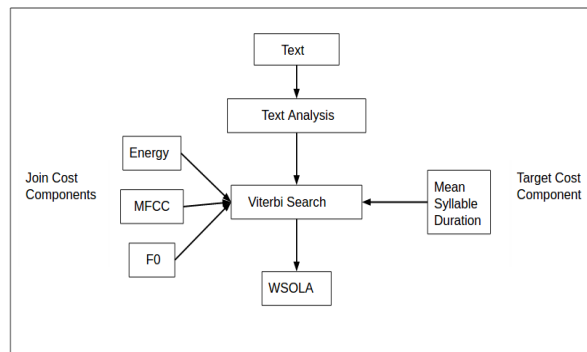 Text
Text Analysis
Energy
Join Cost
Components
MFCC
F0
Viterbi Search
Mean
Syllable
Duration
Target Cost
Component
WSOLA